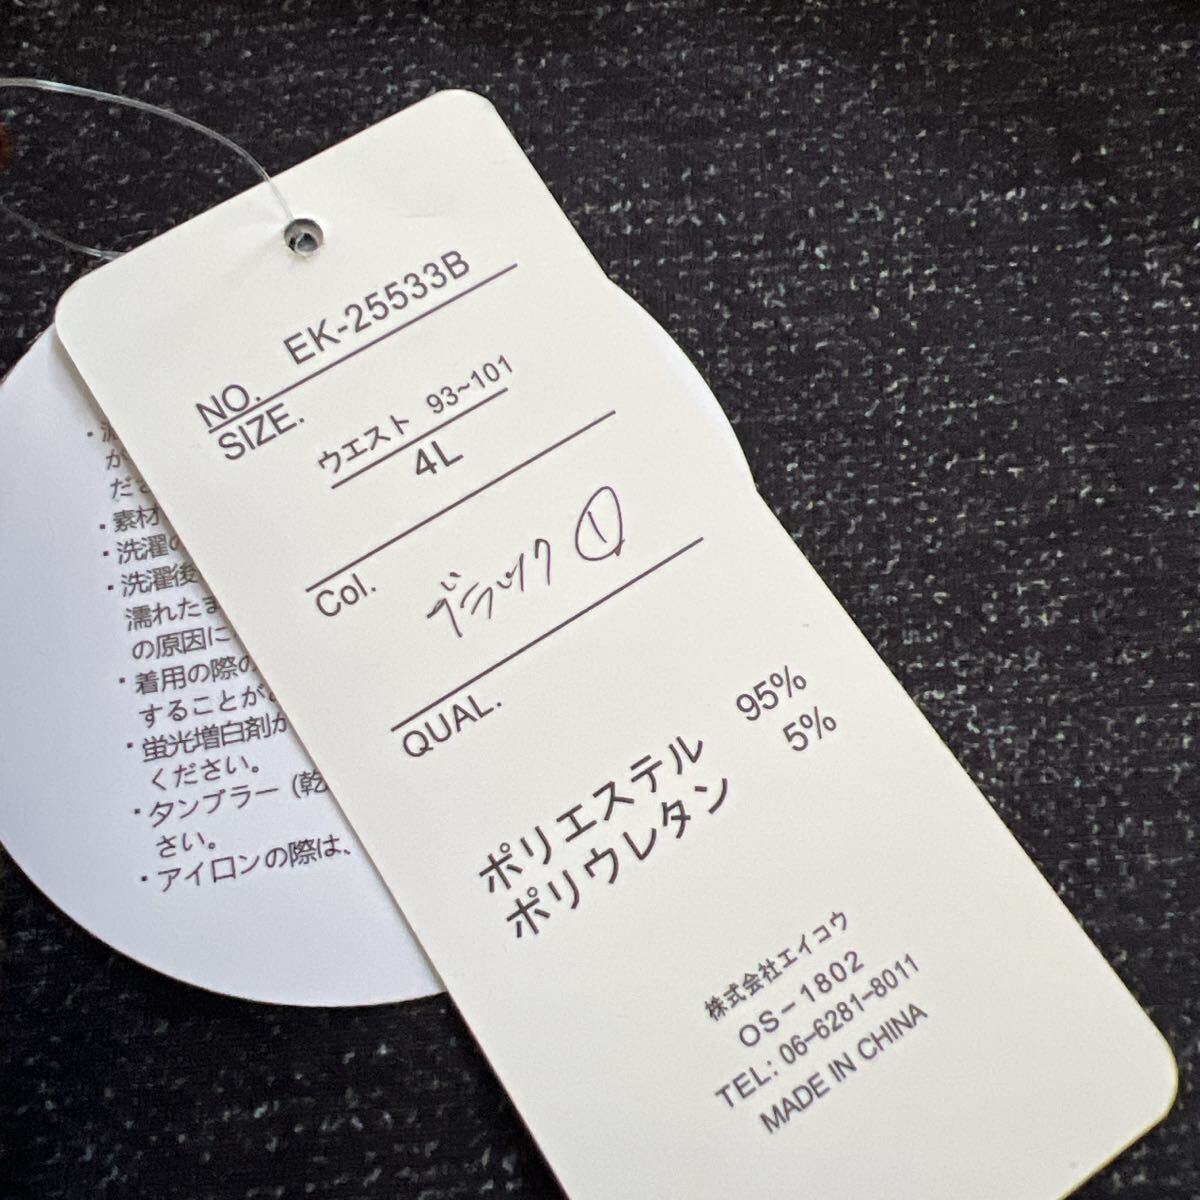 NO. EK-25533B
SIZE.
ウエスト 93~101
4L
Col. ブラック ①
QUAL.
ポリエステル 95%
ポリウレタン 5%
株式会社エイコウ
OS-1802
TEL: 06-6281-8011
MADE IN CHINA
が
・素材
・洗濯の
・洗濯後
濡れたま
の原因に
・着用の際の
することが
・蛍光増白剤が
ください。
・タンブラー (乾
さい。
・アイロンの際は、